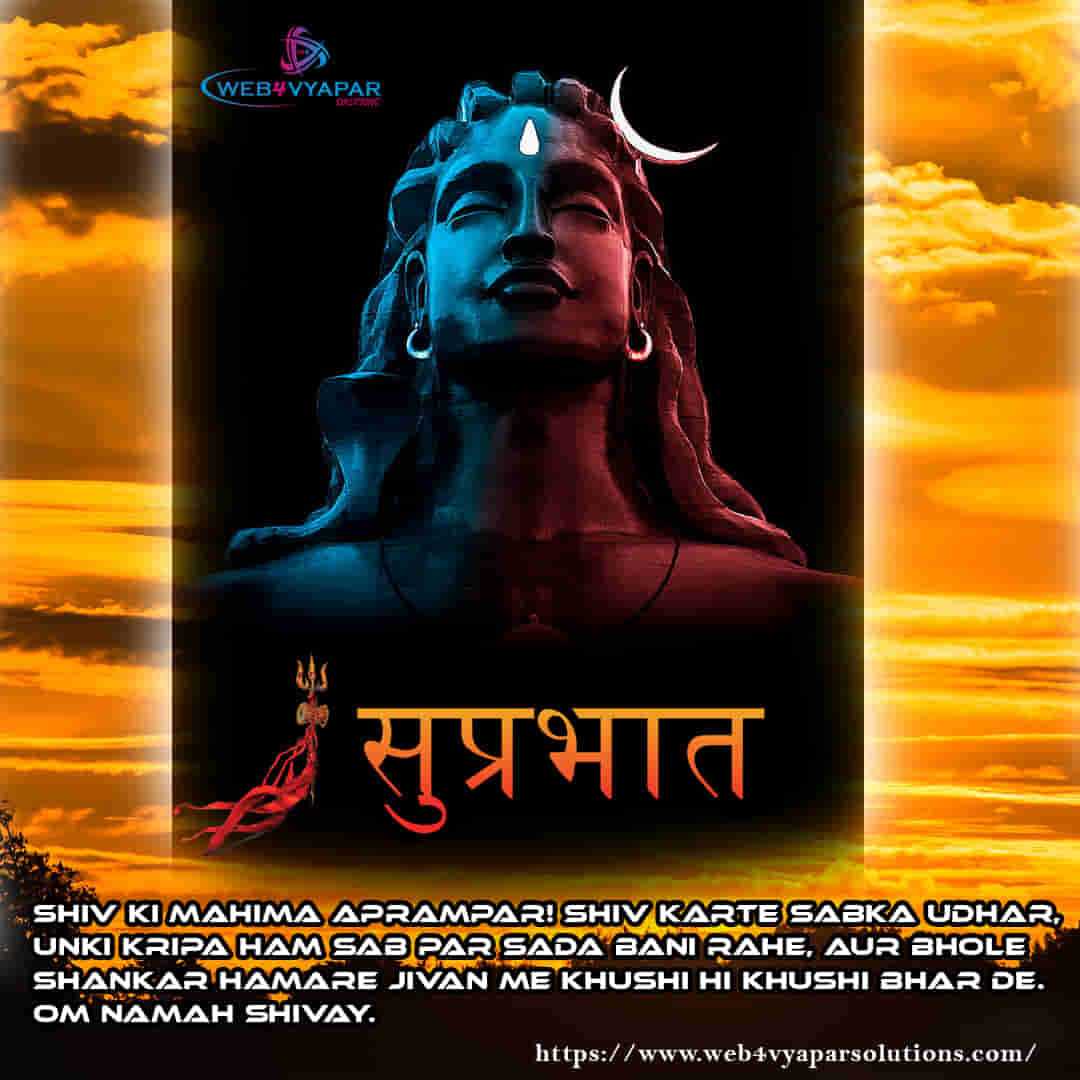 WEB4VYAPAR
SOLUTIONS
सुप्रभात
SHIV KI MAHIMA APRAMPAR! SHIV KARTE SABKA UDHAR,
UNKI KRIPA HAM SAB PAR SADA BANI RAHE, AUR BHOLE
SHANKAR HAMARE JIVAN ME KHUSHI HI KHUSHI BHAR DE.
OM NAMAH SHIVAY.
https://www.web4vyaparsolutions.com/